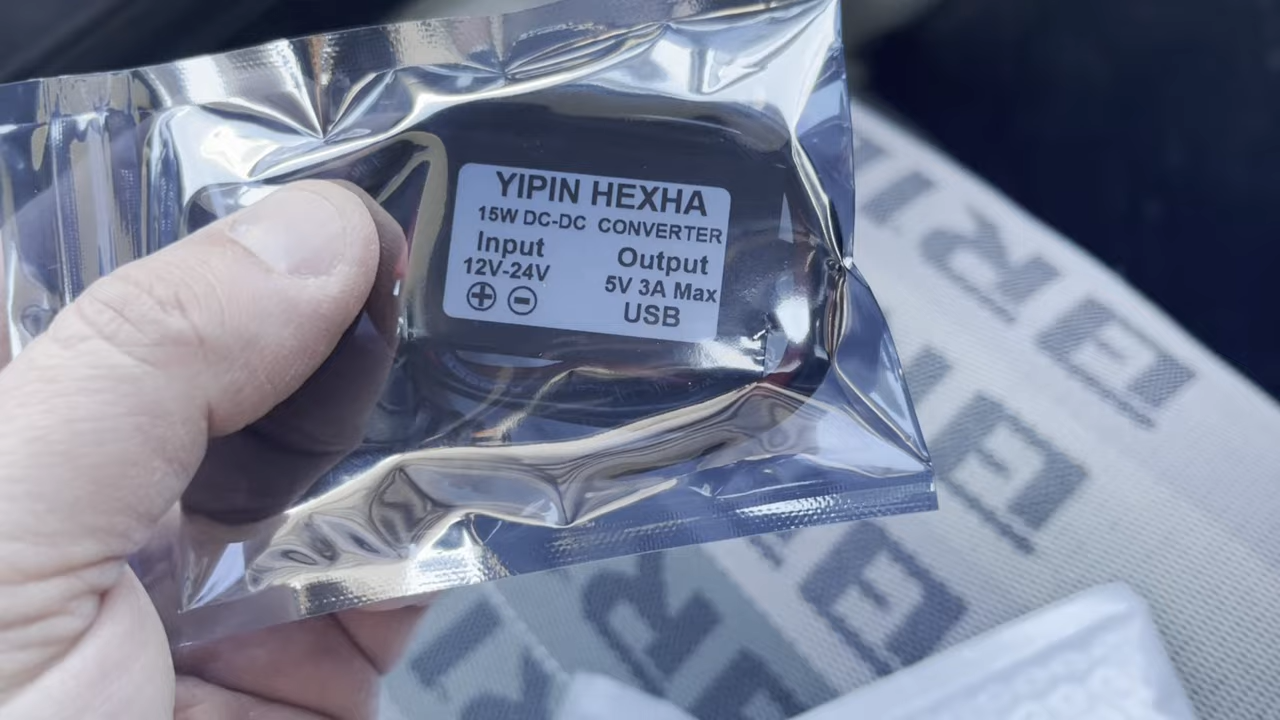 YIPIN HEXHA
15W DC-DC CONVERTER
Input
12V-24V
Output
5V 3A Max
USB